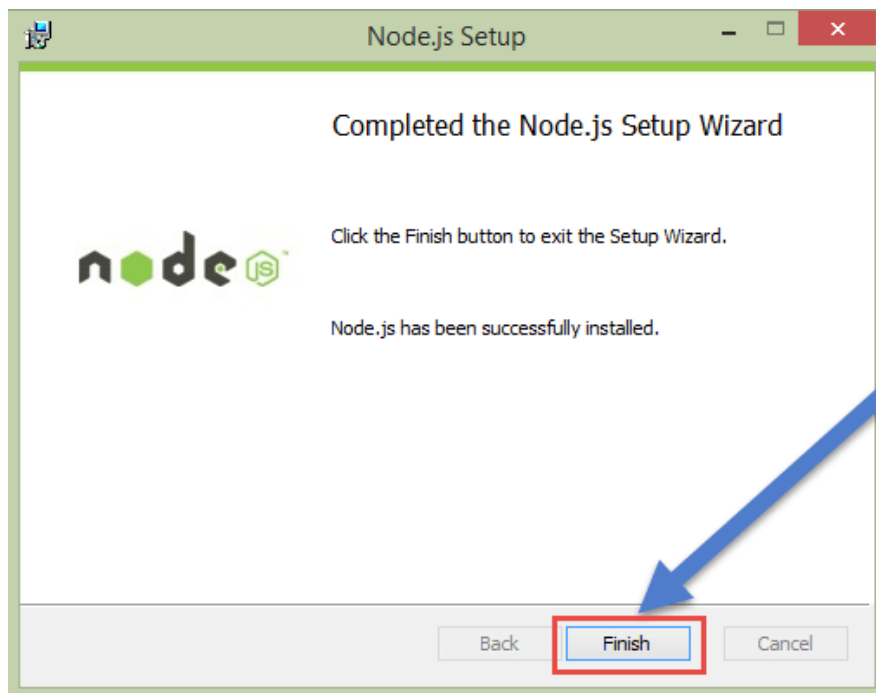 Node.js Setup
Completed the Node.js Setup Wizard
Click the Finish button to exit the Setup Wizard.
node JS™
Node.js has been successfully installed.
Back Finish Cancel